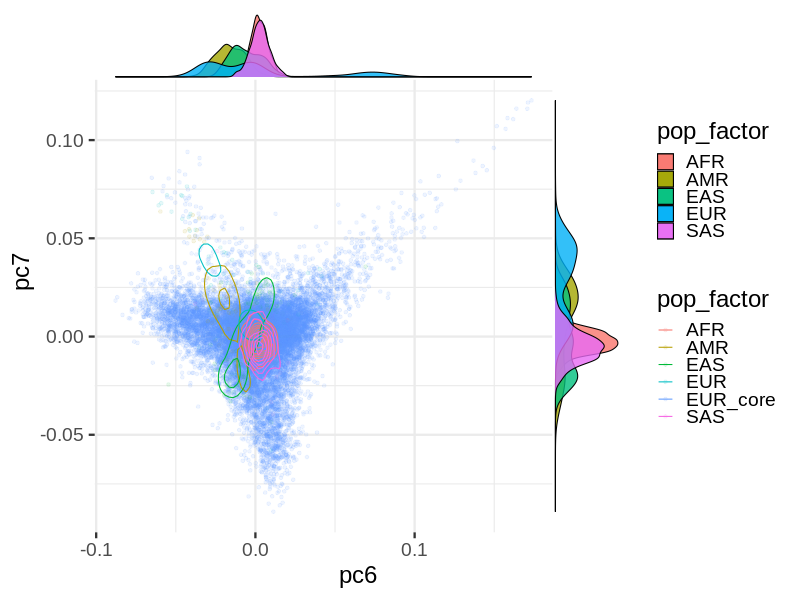 pop_factor
AFR
AMR
EAS
EUR
SAS
pop_factor
AFR
AMR
EAS
EUR
EUR_core
SAS
pc7
0.10
0.05
0.00
-0.05
-0.1
0.0
0.1
pc6